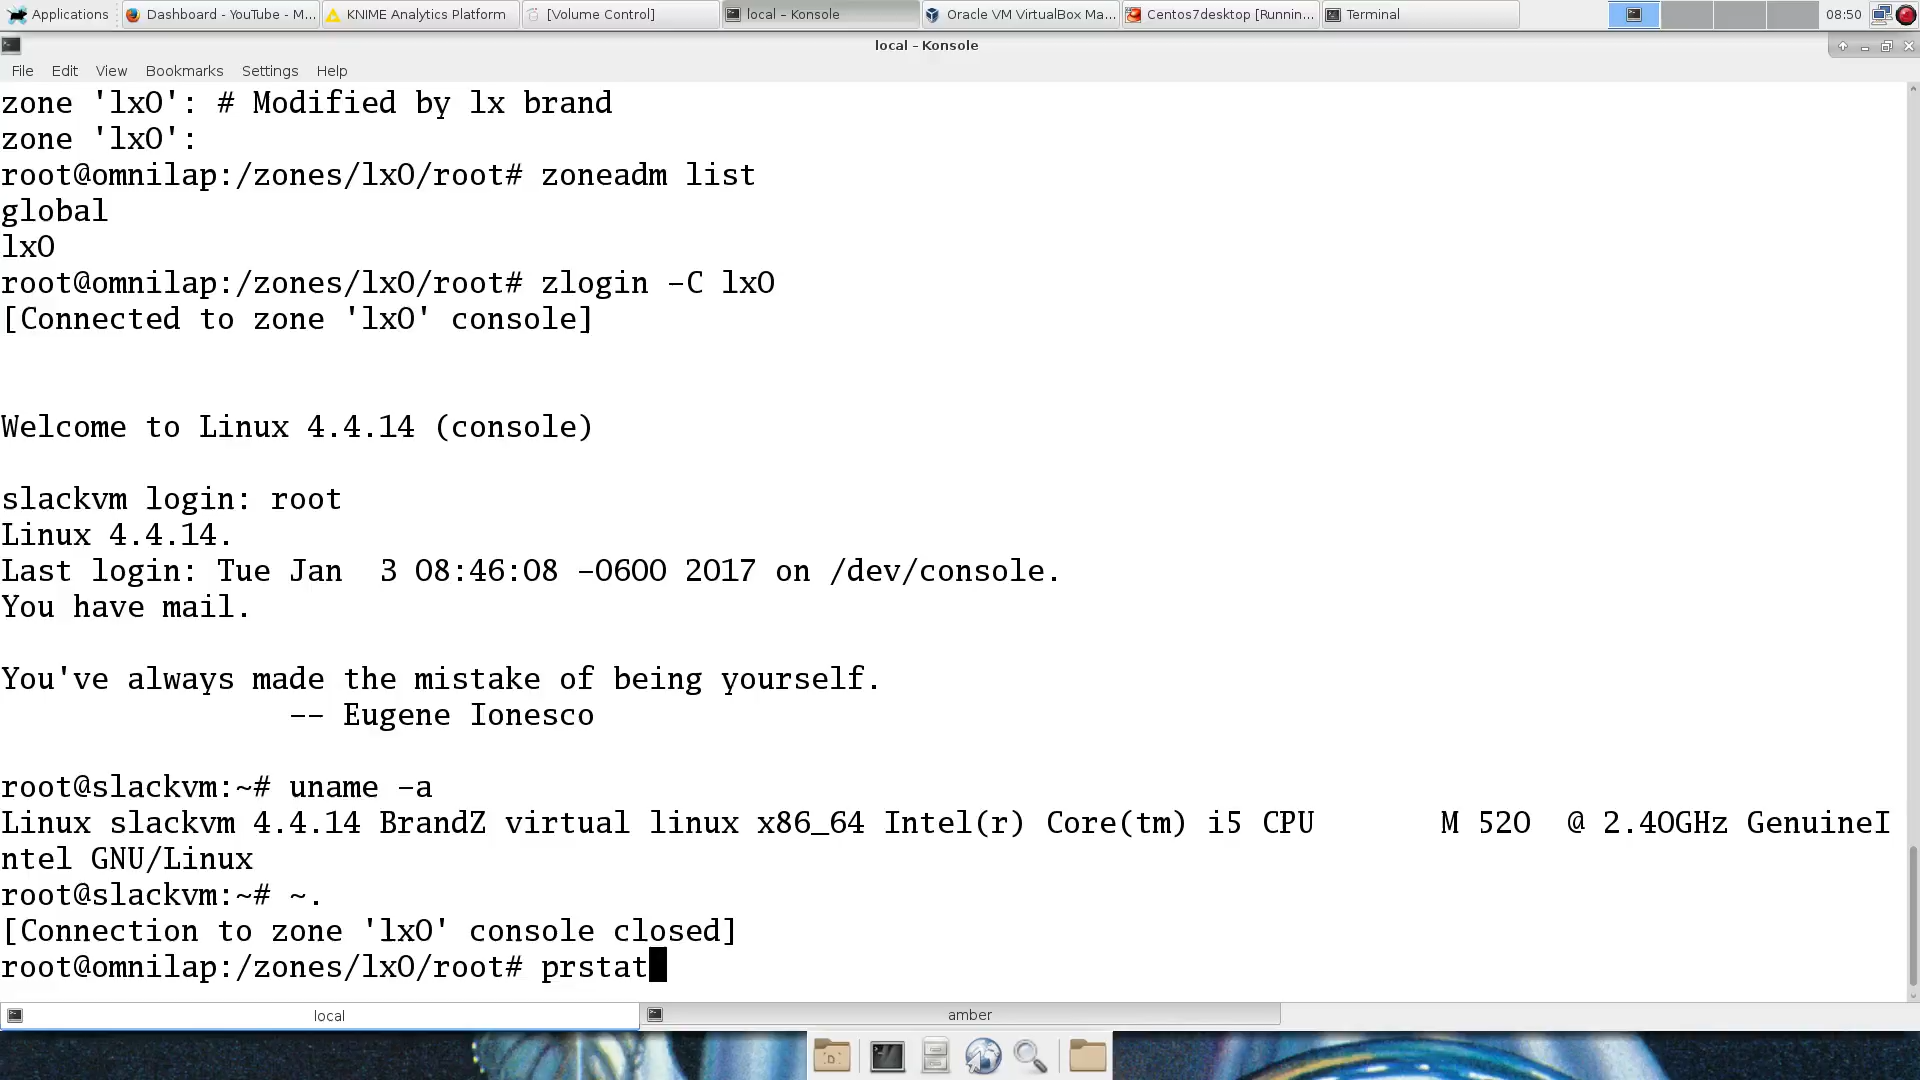 Applications
Dashboard - YouTube - M...
KNIME Analytics Platform
[Volume Control]
local – Konsole
Oracle VM VirtualBox Ma...
Centos7desktop [Runnin...
Terminal
08:50
local – Konsole
File Edit View Bookmarks Settings Help
zone 'lx0': # Modified by lx brand
zone 'lx0':
root@omnilap:/zones/lx0/root# zoneadm list
global
lx0
root@omnilap:/zones/lx0/root# zlogin -C lx0
[Connected to zone 'lx0' console]
Welcome to Linux 4.4.14 (console)
slackvm login: root
Linux 4.4.14.
Last login: Tue Jan  3 08:46:08 -0600 2017 on /dev/console.
You have mail.
You've always made the mistake of being yourself.
-- Eugene Ionesco
root@slackvm:~# uname -a
Linux slackvm 4.4.14 BrandZ virtual linux x86_64 Intel(r) Core(tm) i5 CPU       M 520  @ 2.40GHz GenuineI
ntel GNU/Linux
root@slackvm:~# ~.
[Connection to zone 'lx0' console closed]
root@omnilap:/zones/lx0/root# prstat
local
amber